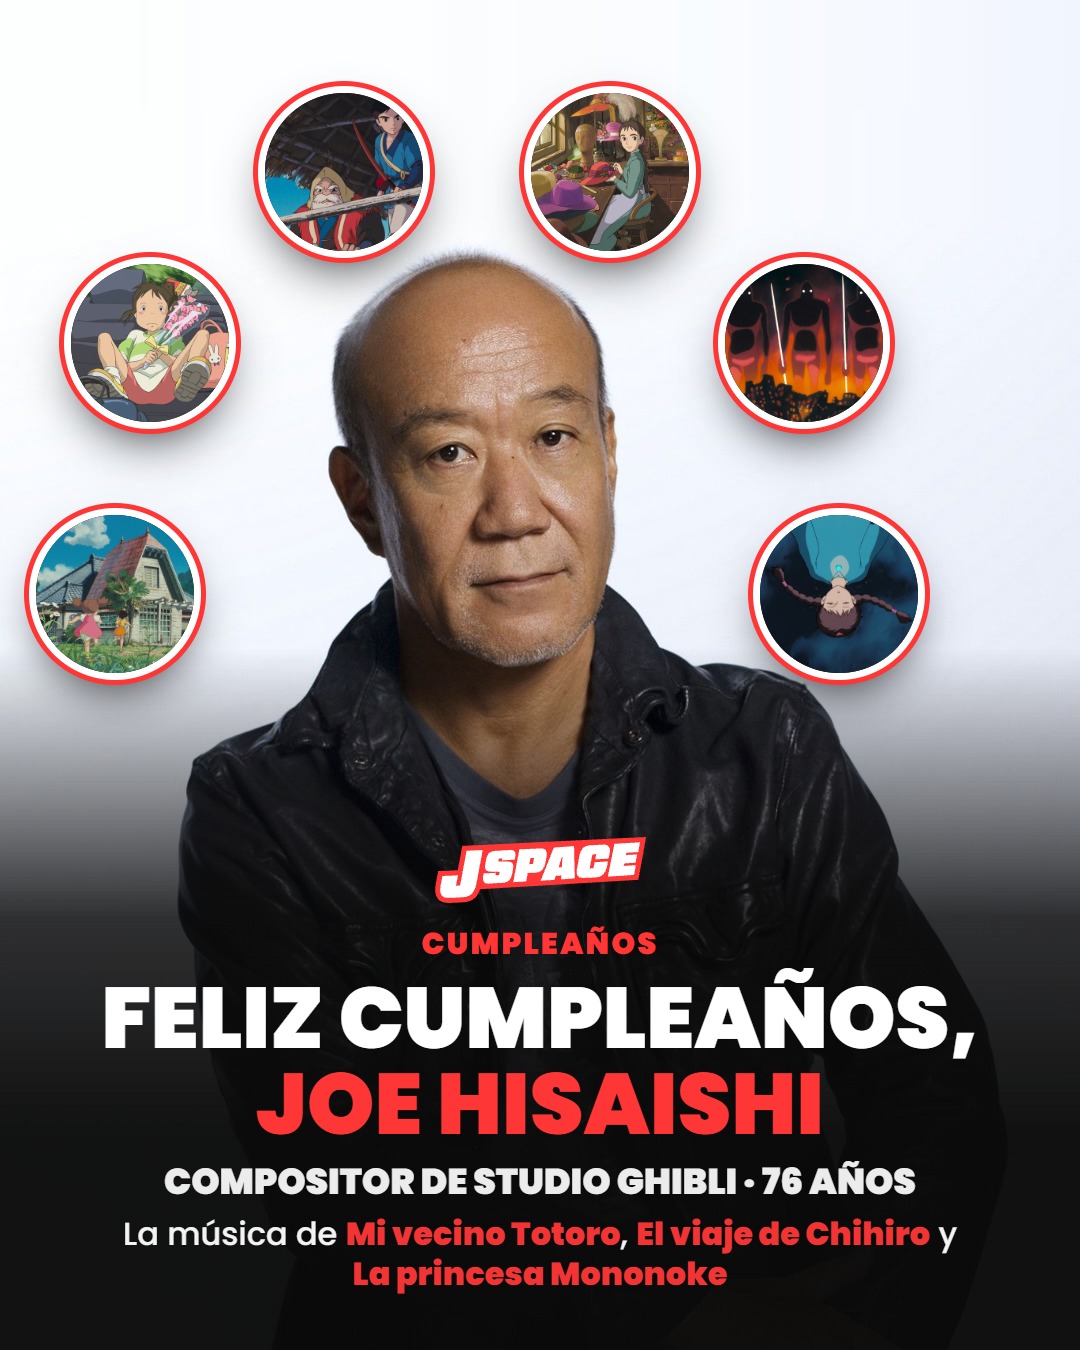 JSPACE
CUMPLEAÑOS
FELIZ CUMPLEAÑOS,
JOE HISAISHI
COMPOSITOR DE STUDIO GHIBLI • 76 AÑOS
La música de Mi vecino Totoro, El viaje de Chihiro y
La princesa Mononoke